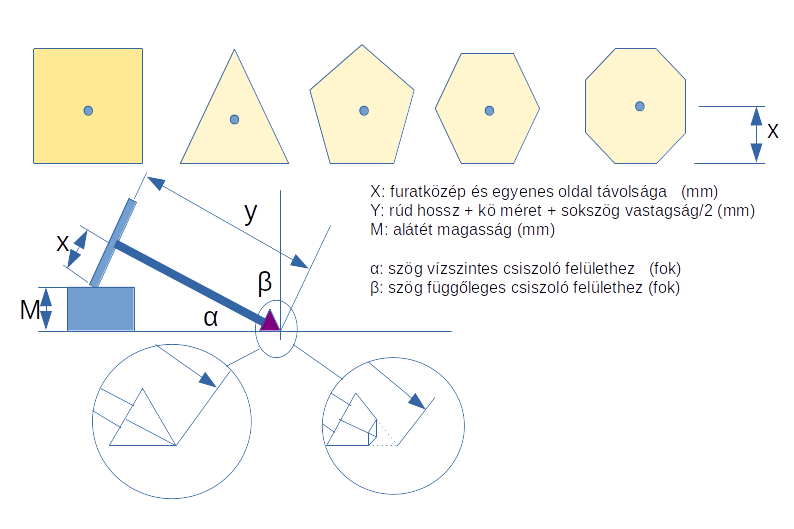 X
X: furatközép és egyenes oldal távolsága (mm)
Y: rúd hossz + kö méret + sokszög vastagság/2 (mm)
M: alátét magasság (mm)
α: szög vízszintes csiszoló felülethez (fok)
β: szög függőleges csiszoló felülethez (fok)
y
X
β
M
α